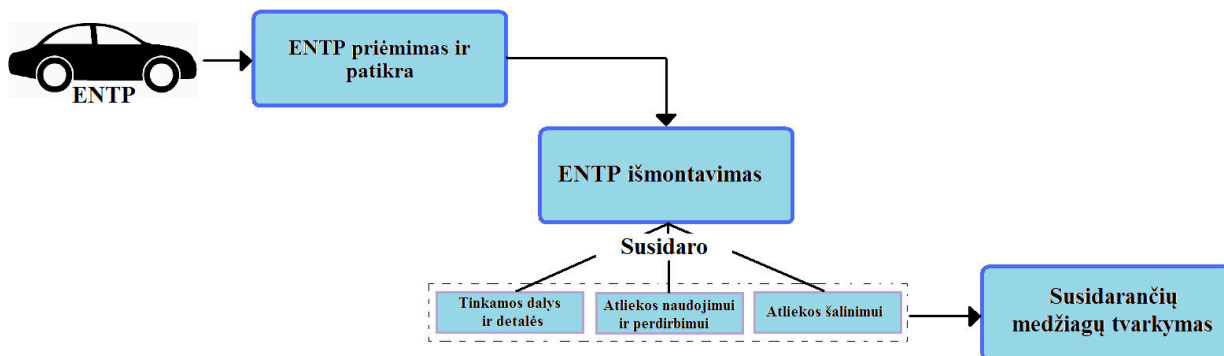 ENTP
ENTP priėmimas ir
patikra
ENTP išmontavimas
Susidaro
Tinkamos dalys
ir detalės
Atliekos naudojimui
ir perdirbimui
Atliekos šalinimui
Susidarančių
medžiagų tvarkymas